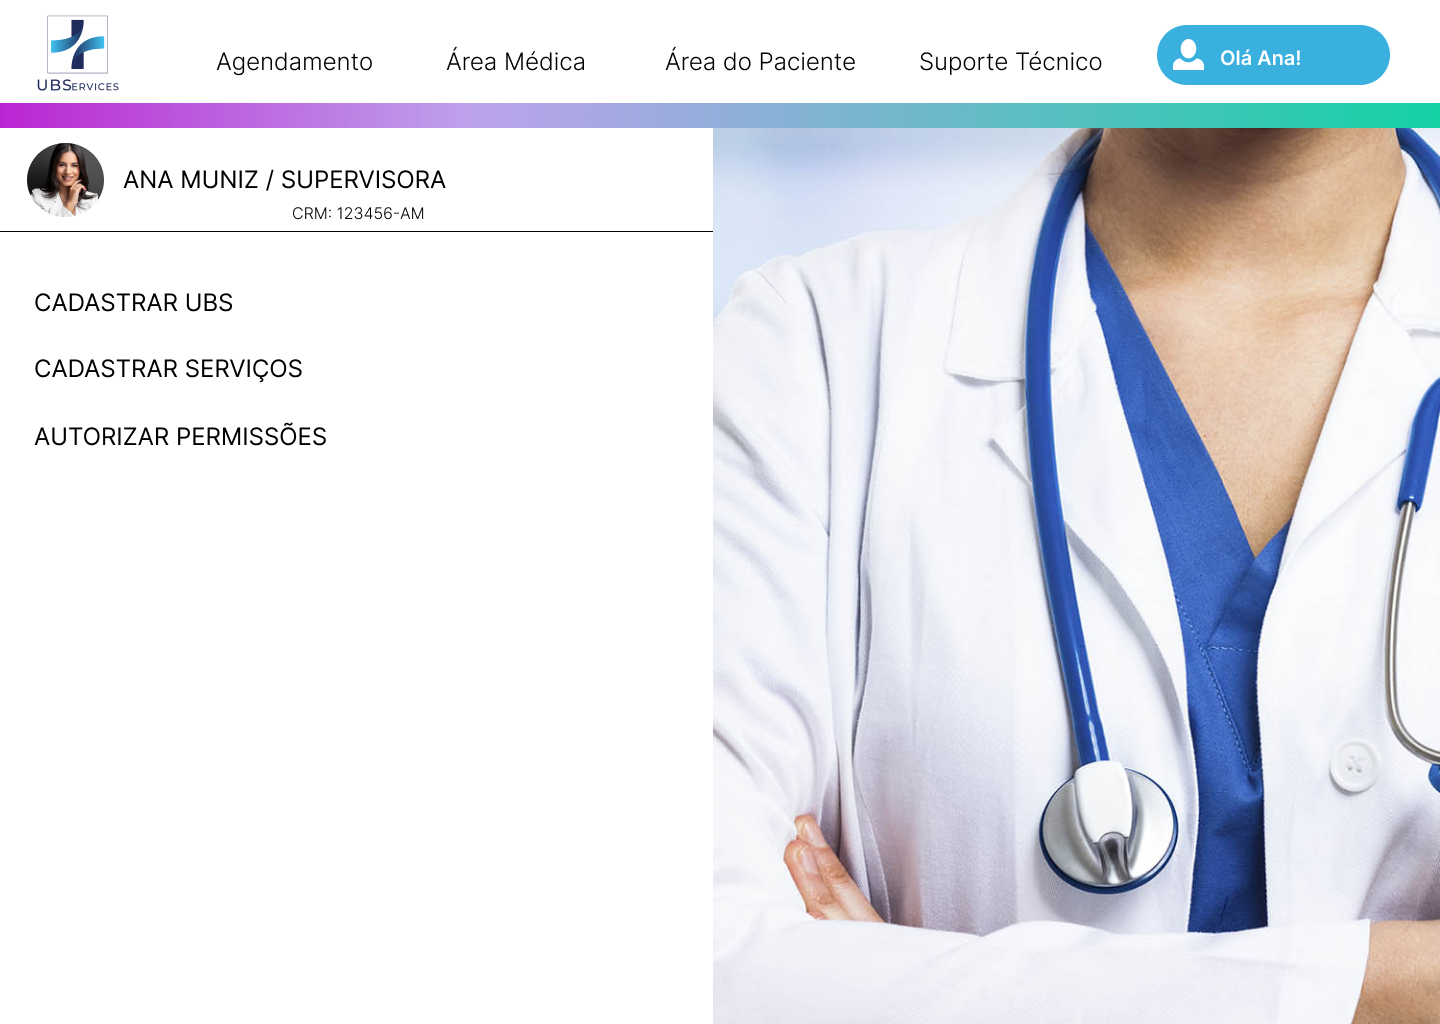 UBSERVICES
Agendamento
Área Médica
Área do Paciente
Suporte Técnico
Olá Ana!
ANA MUNIZ / SUPERVISORA
CRM: 123456-AM
CADASTRAR UBS
CADASTRAR SERVIÇOS
AUTORIZAR PERMISSÕES